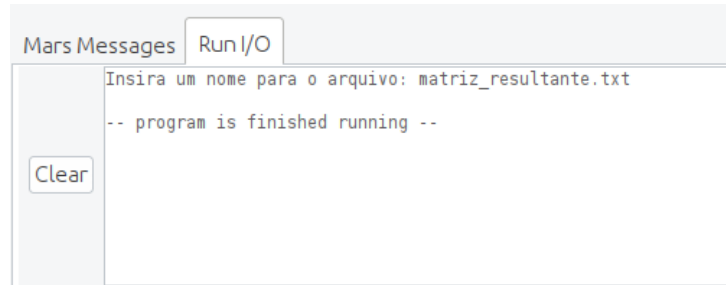 Mars Messages Run I/O
Insira um nome para o arquivo: matriz_resultante.txt
-- program is finished running --
Clear